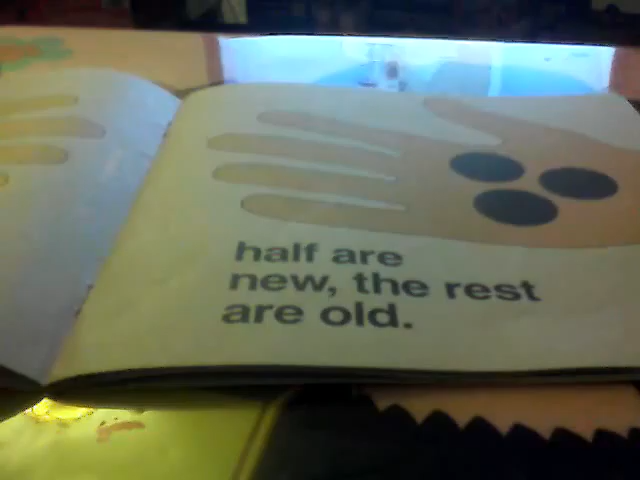 half are
new, the rest
are old.